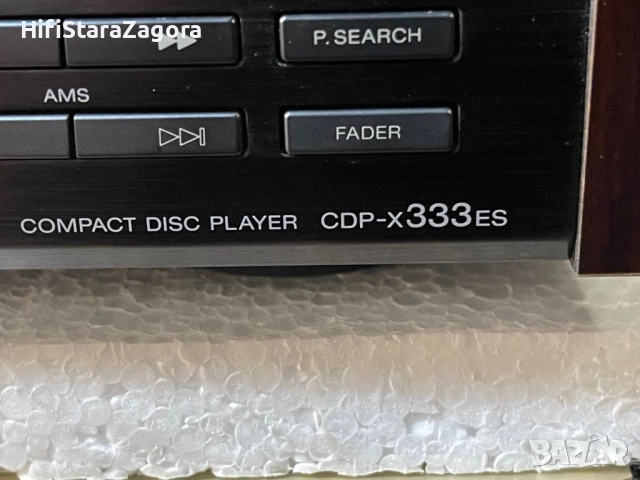 HifiStaraZagora
P.SEARCH
AMS
FADER
COMPACT DISC PLAYER CDP-X333ES
BAZAR